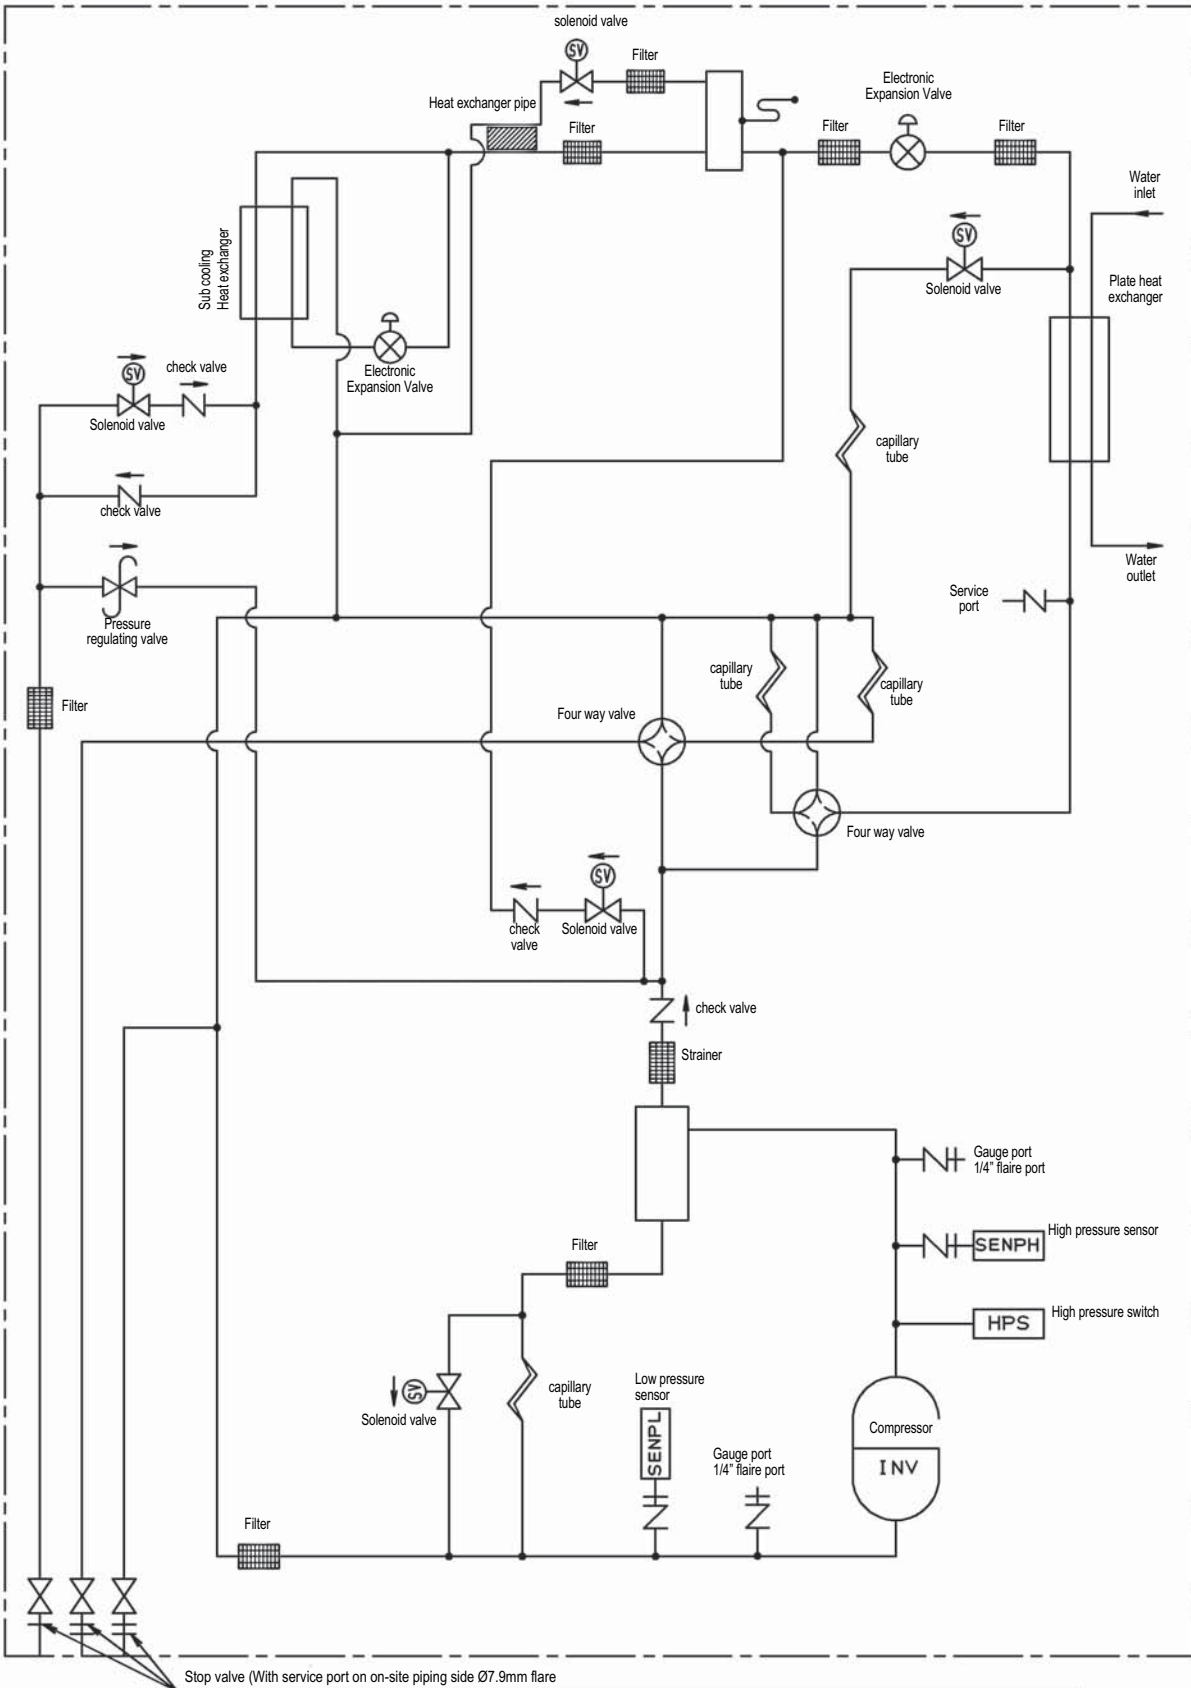 solenoid valve
SV
Filter
Electronic
Expansion Valve
Heat exchanger pipe
Filter
Filter
Filter
Water
inlet
SV
Solenoid valve
Sub cooling
Heat exchanger
Plate heat
exchanger
Electronic
Expansion Valve
SV
check valve
Solenoid valve
capillary
tube
check valve
Water
outlet
Service
port
Pressure
regulating valve
Filter
capillary
tube
capillary
tube
Four way valve
Four way valve
SV
check
valve
Solenoid valve
check valve
Strainer
Gauge port
1/4" flaire port
High pressure sensor
SENPH
Filter
High pressure switch
HPS
SV
Solenoid valve
capillary
tube
Low pressure
sensor
SENPL
Gauge port
1/4" flaire port
Compressor
INV
Filter
Stop valve (With service port on on-site piping side Ø7.9mm flare